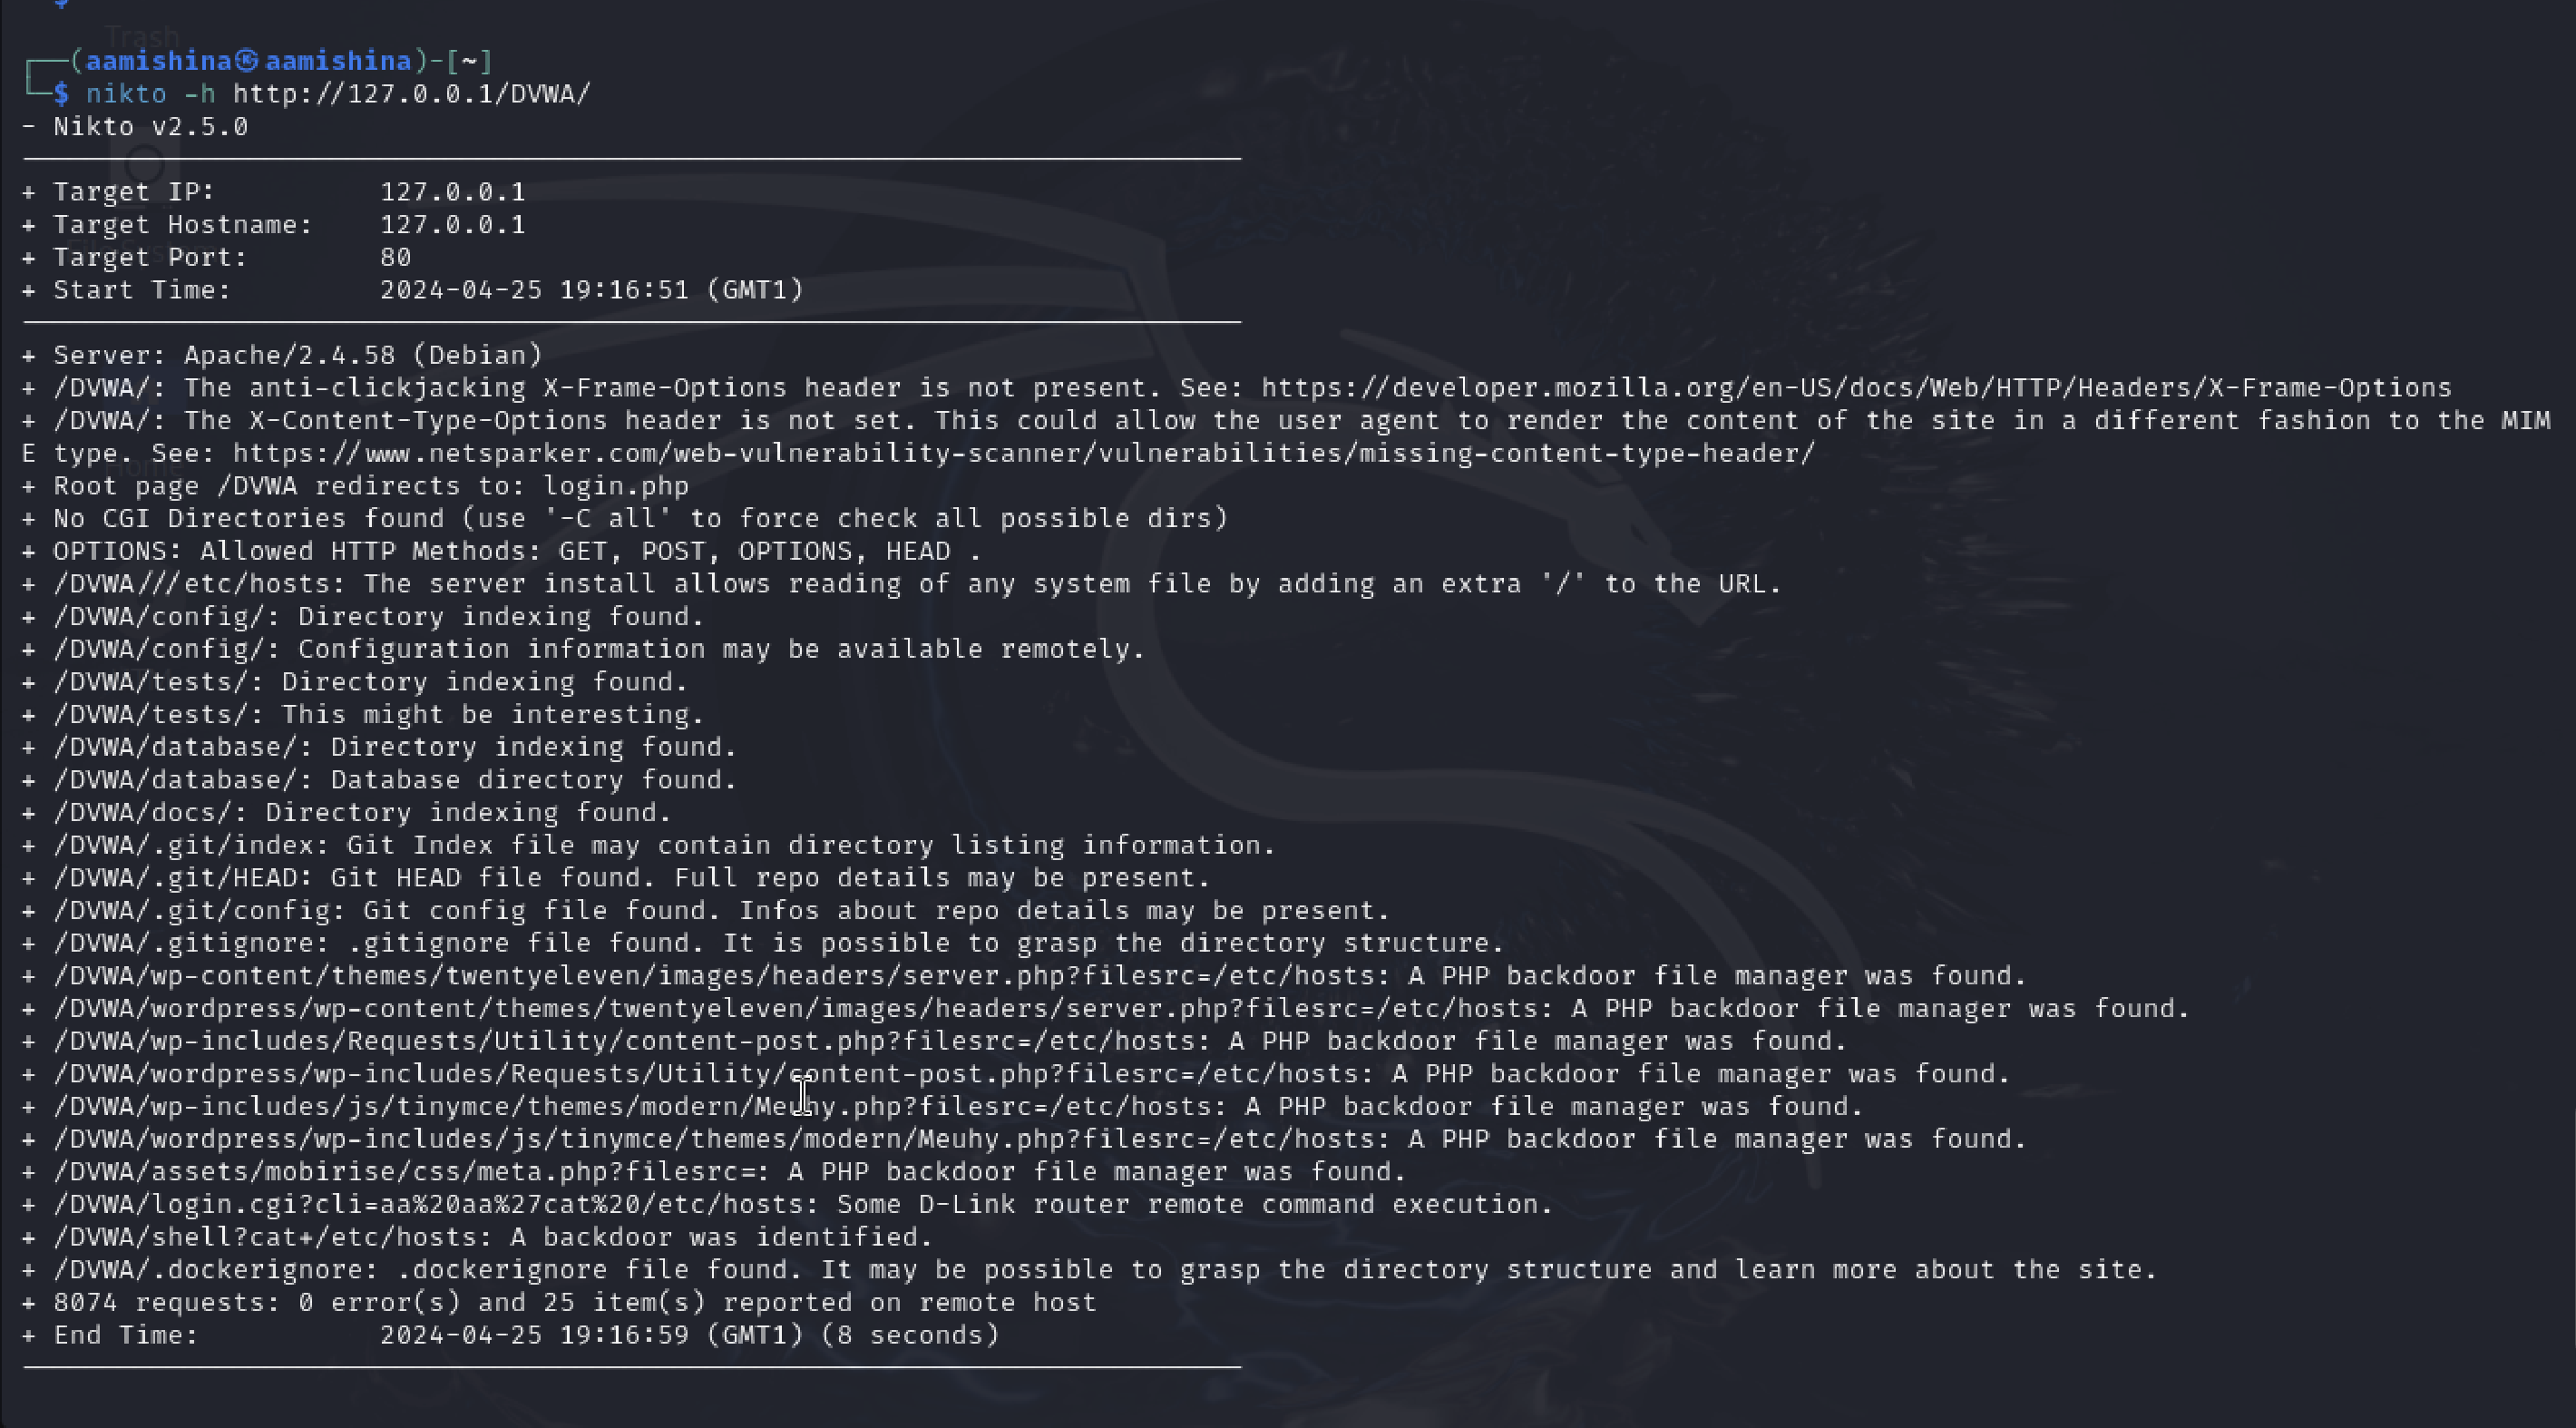 $
Trash
┌──(aamishina㉿aamishina)-[~]
└─$ nikto -h http://127.0.0.1/DVWA/
- Nikto v2.5.0
+ Target IP:          127.0.0.1
+ Target Hostname:    127.0.0.1
+ Target Port:        80
+ Start Time:         2024-04-25 19:16:51 (GMT1)
+ Server: Apache/2.4.58 (Debian)
+ /DVWA/: The anti-clickjacking X-Frame-Options header is not present. See: https://developer.mozilla.org/en-US/docs/Web/HTTP/Headers/X-Frame-Options
+ /DVWA/: The X-Content-Type-Options header is not set. This could allow the user agent to render the content of the site in a different fashion to the MIM
E type. See: https://www.netsparker.com/web-vulnerability-scanner/vulnerabilities/missing-content-type-header/
Home
+ Root page /DVWA redirects to: login.php
+ No CGI Directories found (use '-C all' to force check all possible dirs)
+ OPTIONS: Allowed HTTP Methods: GET, POST, OPTIONS, HEAD .
+ /DVWA///etc/hosts: The server install allows reading of any system file by adding an extra '/' to the URL.
+ /DVWA/config/: Directory indexing found.
+ /DVWA/config/: Configuration information may be available remotely.
+ /DVWA/tests/: Directory indexing found.
+ /DVWA/tests/: This might be interesting.
+ /DVWA/database/: Directory indexing found.
+ /DVWA/database/: Database directory found.
+ /DVWA/docs/: Directory indexing found.
+ /DVWA/.git/index: Git Index file may contain directory listing information.
+ /DVWA/.git/HEAD: Git HEAD file found. Full repo details may be present.
+ /DVWA/.git/config: Git config file found. Infos about repo details may be present.
+ /DVWA/.gitignore: .gitignore file found. It is possible to grasp the directory structure.
+ /DVWA/wp-content/themes/twentyeleven/images/headers/server.php?filesrc=/etc/hosts: A PHP backdoor file manager was found.
+ /DVWA/wordpress/wp-content/themes/twentyeleven/images/headers/server.php?filesrc=/etc/hosts: A PHP backdoor file manager was found.
+ /DVWA/wp-includes/Requests/Utility/content-post.php?filesrc=/etc/hosts: A PHP backdoor file manager was found.
+ /DVWA/wordpress/wp-includes/Requests/Utility/content-post.php?filesrc=/etc/hosts: A PHP backdoor file manager was found.
+ /DVWA/wp-includes/js/tinymce/themes/modern/Meuhy.php?filesrc=/etc/hosts: A PHP backdoor file manager was found.
+ /DVWA/wordpress/wp-includes/js/tinymce/themes/modern/Meuhy.php?filesrc=/etc/hosts: A PHP backdoor file manager was found.
+ /DVWA/assets/mobirise/css/meta.php?filesrc=: A PHP backdoor file manager was found.
+ /DVWA/login.cgi?cli=aa%20aa%27cat%20/etc/hosts: Some D-Link router remote command execution.
+ /DVWA/shell?cat+/etc/hosts: A backdoor was identified.
+ /DVWA/.dockerignore: .dockerignore file found. It may be possible to grasp the directory structure and learn more about the site.
+ 8074 requests: 0 error(s) and 25 item(s) reported on remote host
+ End Time:           2024-04-25 19:16:59 (GMT1) (8 seconds)